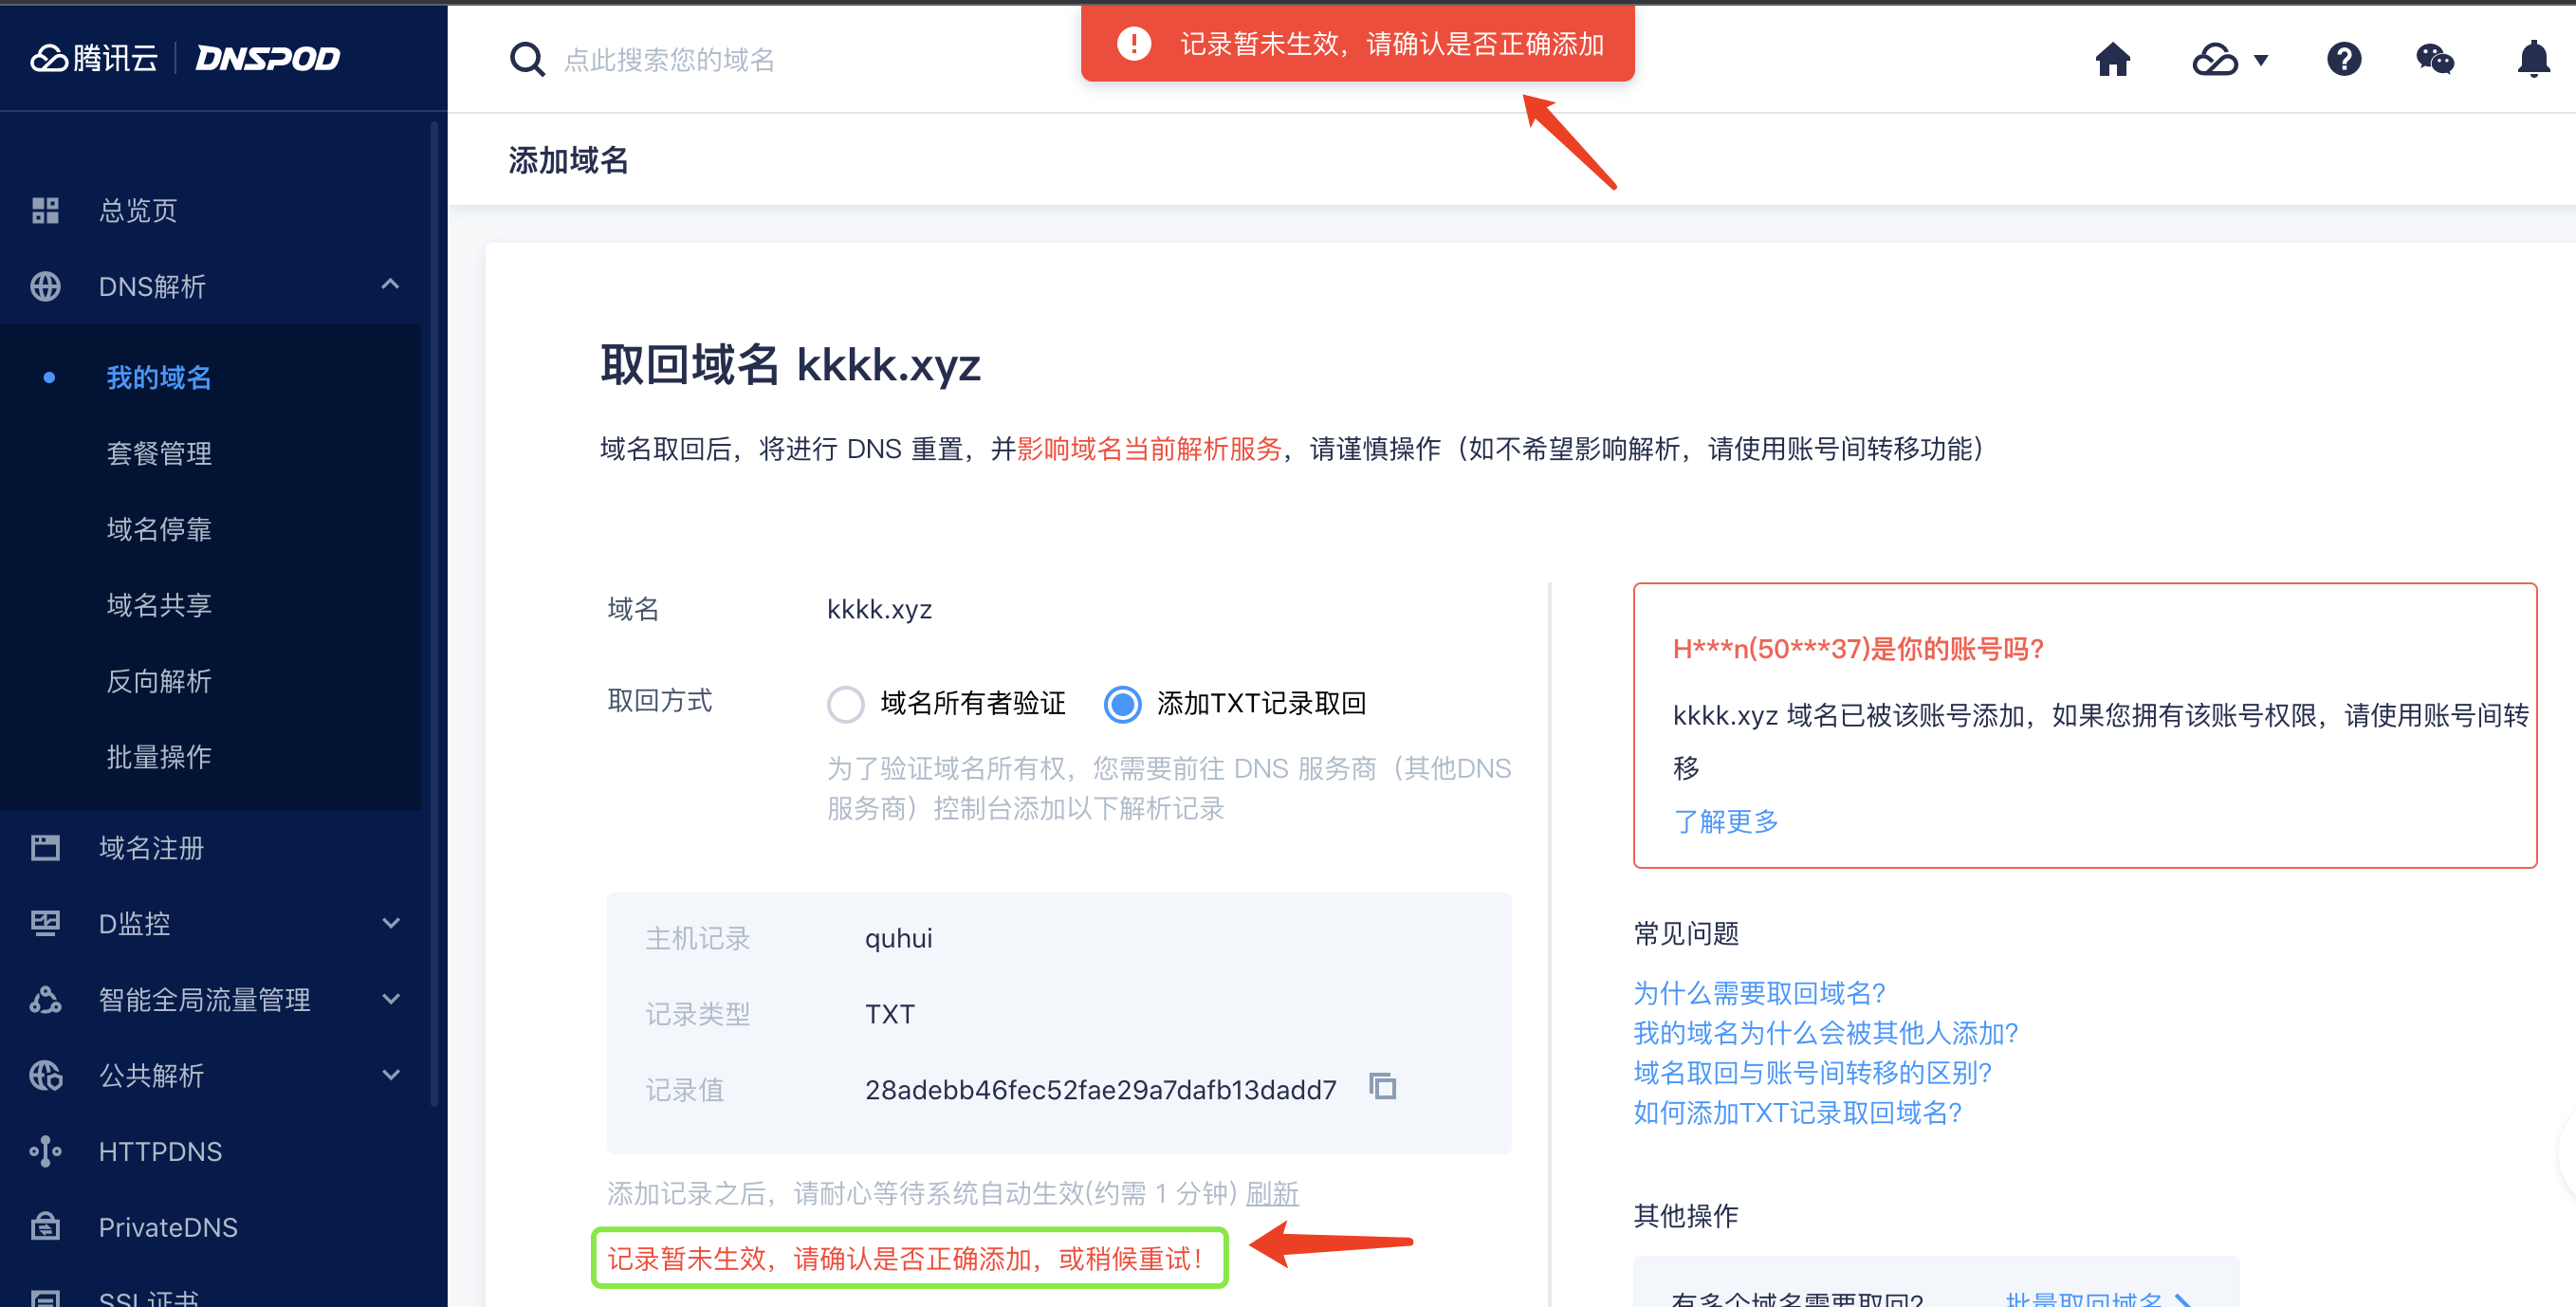 腾讯云 DNSPOD
点此搜索您的域名
记录暂未生效，请确认是否正确添加
添加域名
总览页
DNS解析
我的域名
套餐管理
域名停靠
域名共享
反向解析
批量操作
域名注册
D监控
智能全局流量管理
公共解析
HTTPDNS
PrivateDNS
SSL证书
取回域名 kkkk.xyz
域名取回后，将进行 DNS 重置，并影响域名当前解析服务，请谨慎操作（如不希望影响解析，请使用账号间转移功能）
域名 kkkk.xyz
取回方式 域名所有者验证 添加TXT记录取回
为了验证域名所有权，您需要前往 DNS 服务商（其他DNS
服务商）控制台添加以下解析记录
主机记录 quhui
记录类型 TXT
记录值 28adebb46fec52fae29a7dafb13dadd7
添加记录之后，请耐心等待系统自动生效(约需 1 分钟) 刷新
记录暂未生效，请确认是否正确添加，或稍候重试！
H***n(50***37)是你的账号吗?
kkkk.xyz 域名已被该账号添加，如果您拥有该账号权限，请使用账号间转
移
了解更多
常见问题
为什么需要取回域名?
我的域名为什么会被其他人添加?
域名取回与账号间转移的区别?
如何添加TXT记录取回域名?
其他操作
有多个域名需要取回? 批量取回域名